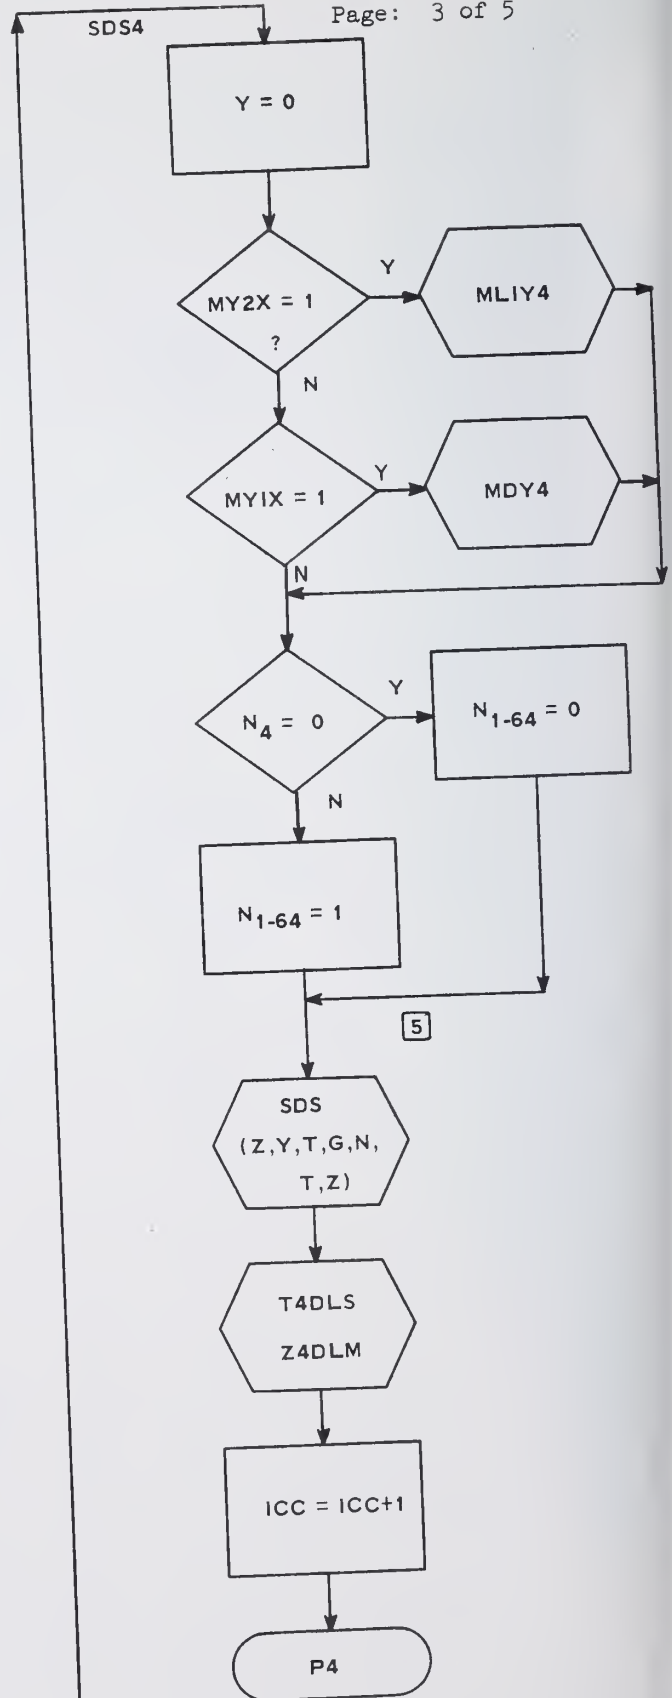 Page: 3 of 5
SDS4
Y = 0
MY2X = 1
?
Y
MLIY4
N
MYIX = 1
Y
MDY4
N
N4 = 0
Y
N1-64 = 0
N
N1-64 = 1
5
SDS
(Z,Y,T,G,N,
T,Z)
T4DLS
Z4DLM
ICC = ICC+1
P4